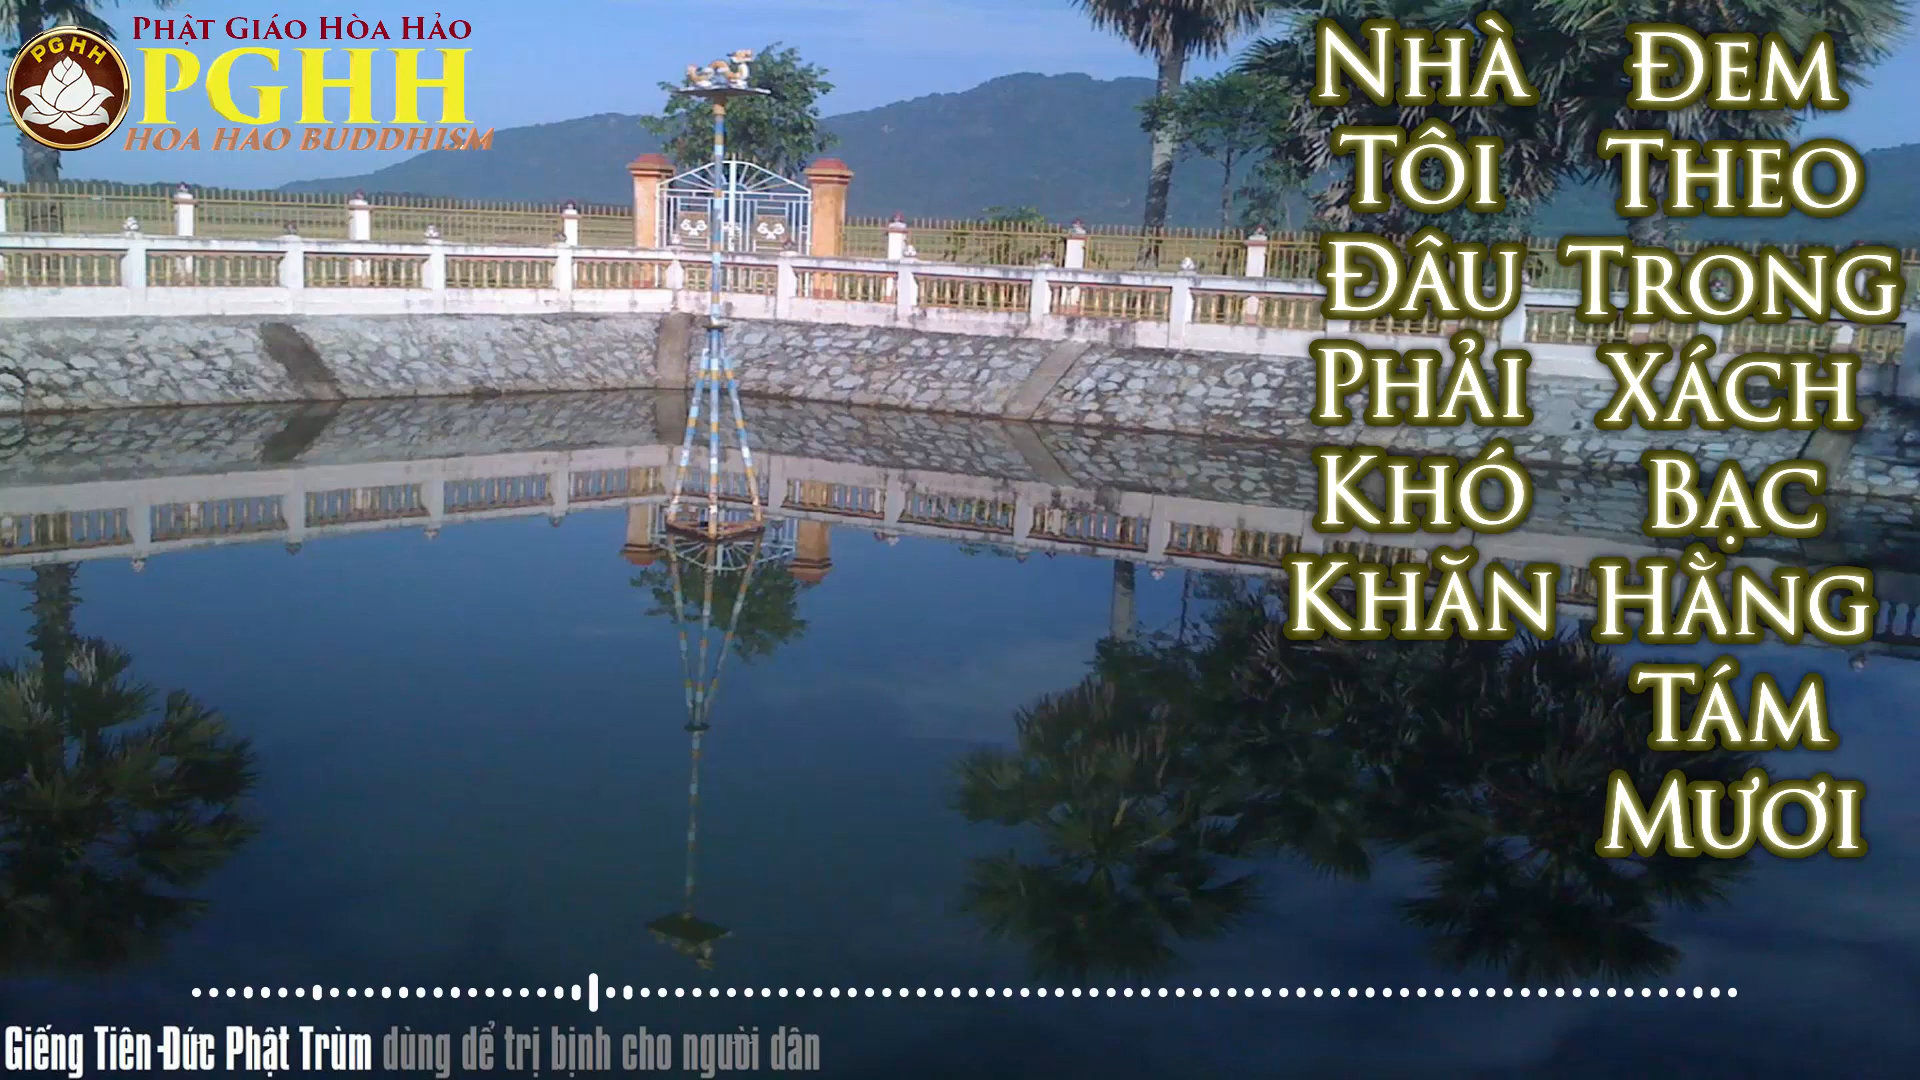 PGHH
PHẬT GIÁO HÒA HẢO
PGHH
HOA HAO BUDDHISM
NHÀ
TÔI
ĐÂU
PHẢI
KHÓ
KHĂN
ĐEM
THEO
TRONG
XÁCH
BẠC
HẰNG
TÁM
MƯƠI
Giếng Tiên Đức Phật Trùm dùng dể trị bịnh cho người dân